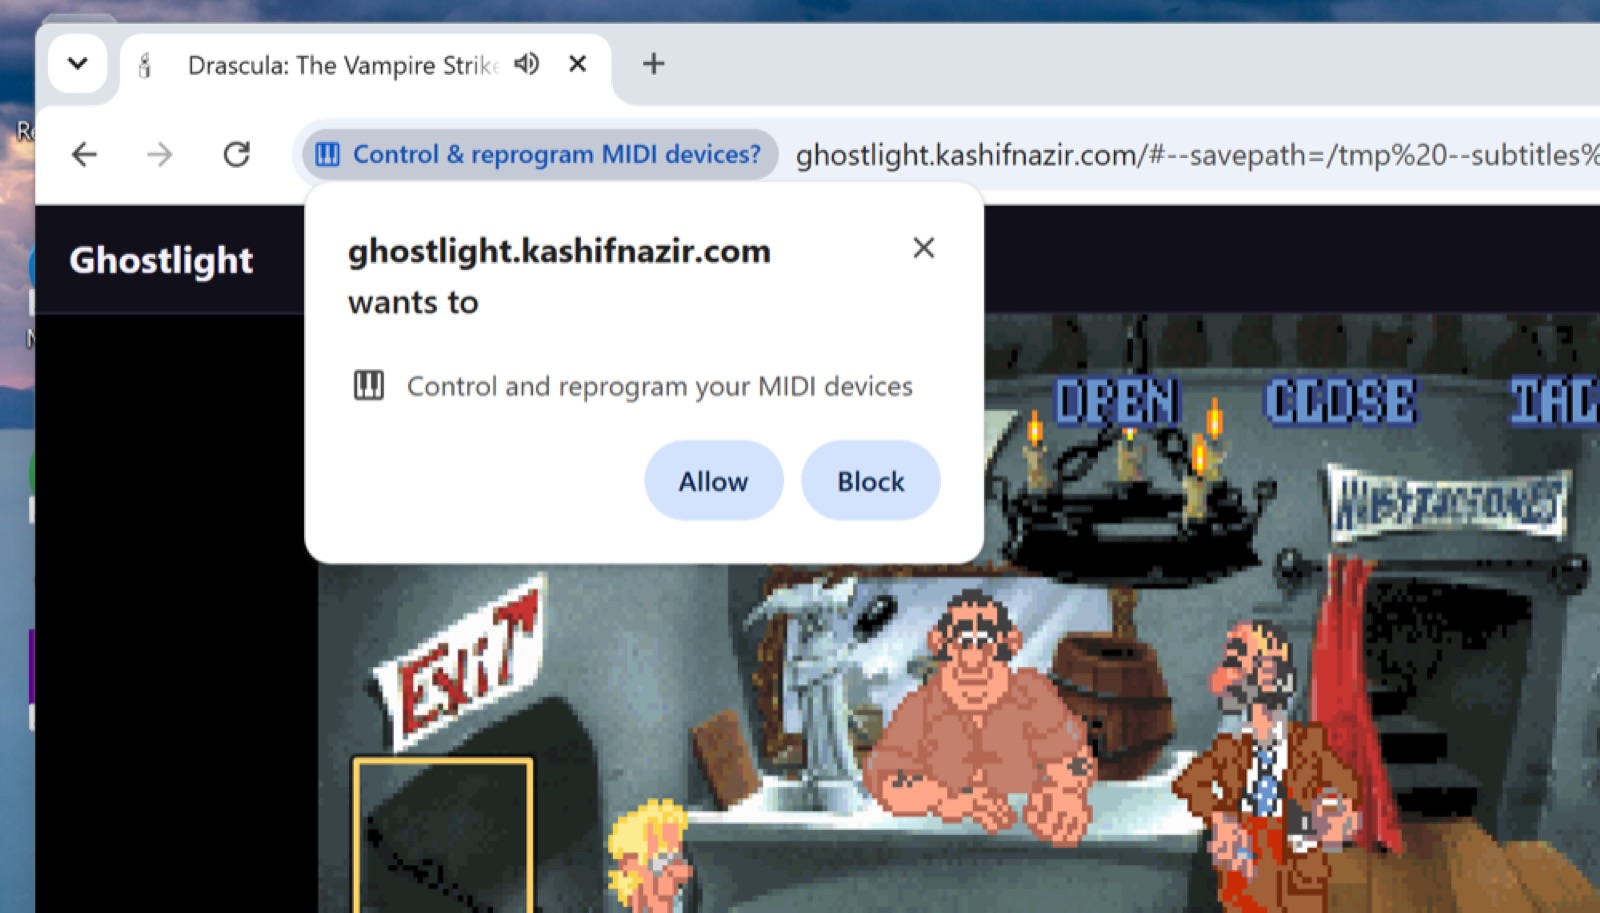 Drascula: The Vampire Strike
Control & reprogram MIDI devices?
ghostlight.kashifnazir.com/#--savepath=/tmp%20--subtitles%
Ghostlight
ghostlight.kashifnazir.com
wants to
Control and reprogram your MIDI devices
Allow
Block
OPEN
CLOSE
EXIT